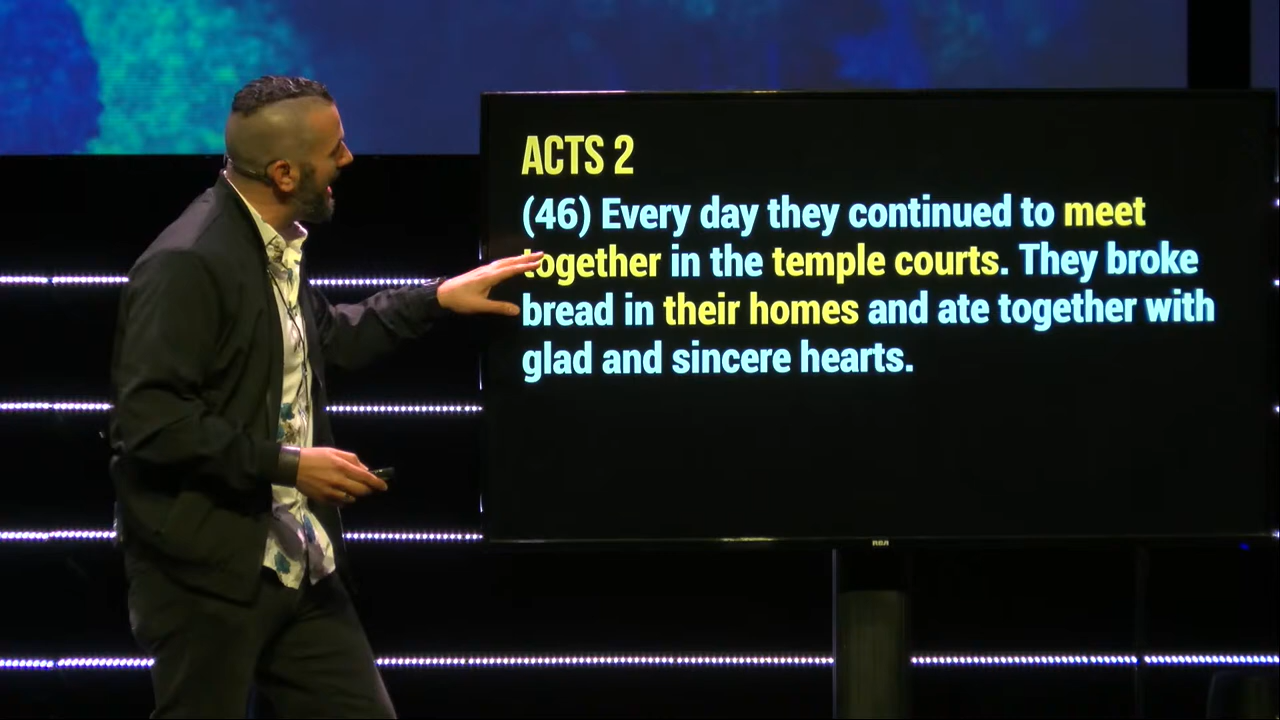 ACTS 2
(46) Every day they continued to meet
together in the temple courts. They broke
bread in their homes and ate together with
glad and sincere hearts.
RCA